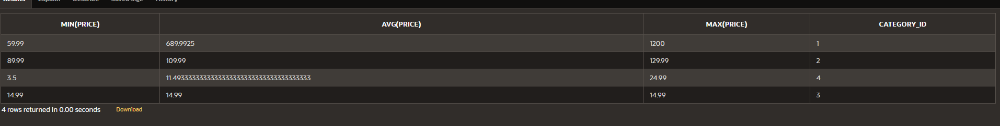 Results Explain Describe Saved SQL History
MIN(PRICE) AVG(PRICE) MAX(PRICE) CATEGORY_ID
59.99 689.9925 1200 1
89.99 109.99 129.99 2
3.5 11.4933333333333333333333333333333333333 24.99 4
14.99 14.99 14.99 3
4 rows returned in 0.00 seconds Download